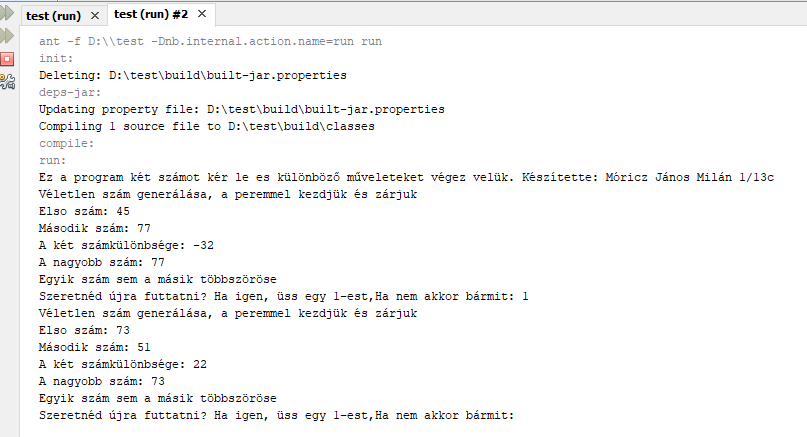 test (run) × test (run) #2 ×
ant -f D:\\test -Dnb.internal.action.name=run run
init:
Deleting: D:\test\build\built-jar.properties
deps-jar:
Updating property file: D:\test\build\built-jar.properties
Compiling 1 source file to D:\test\build\classes
compile:
run:
Ez a program két számot kér le es különböző műveleteket végez velük. Készítette: Móricz János Milán 1/13c
Véletlen szám generálása, a peremmel kezdjük és zárjuk
Elso szám: 45
Második szám: 77
A két számkülönbsége: -32
A nagyobb szám: 77
Egyik szám sem a másik többszöröse
Szeretnéd újra futtatni? Ha igen, üss egy 1-est,Ha nem akkor bármit: 1
Véletlen szám generálása, a peremmel kezdjük és zárjuk
Elso szám: 73
Második szám: 51
A két számkülönbsége: 22
A nagyobb szám: 73
Egyik szám sem a másik többszöröse
Szeretnéd újra futtatni? Ha igen, üss egy 1-est,Ha nem akkor bármit: